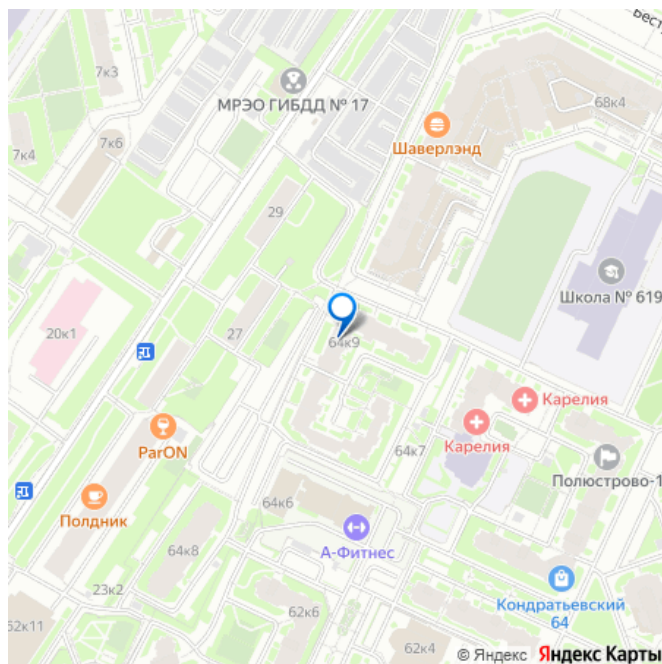 Бест
7к3
МРЭО ГИБДД № 17
68к4
7к6
Шаверлэнд
7к4
29
Школа № 619
20к1
27
64к9
Карелия
Карелия
ParON
64к7
Полюстрово-1
64к6
Полдник
А-Фитнес
64к8
23к2
Кондратьевский
64
62к6
62к11
62к4
© Яндекс Яндекс Карты